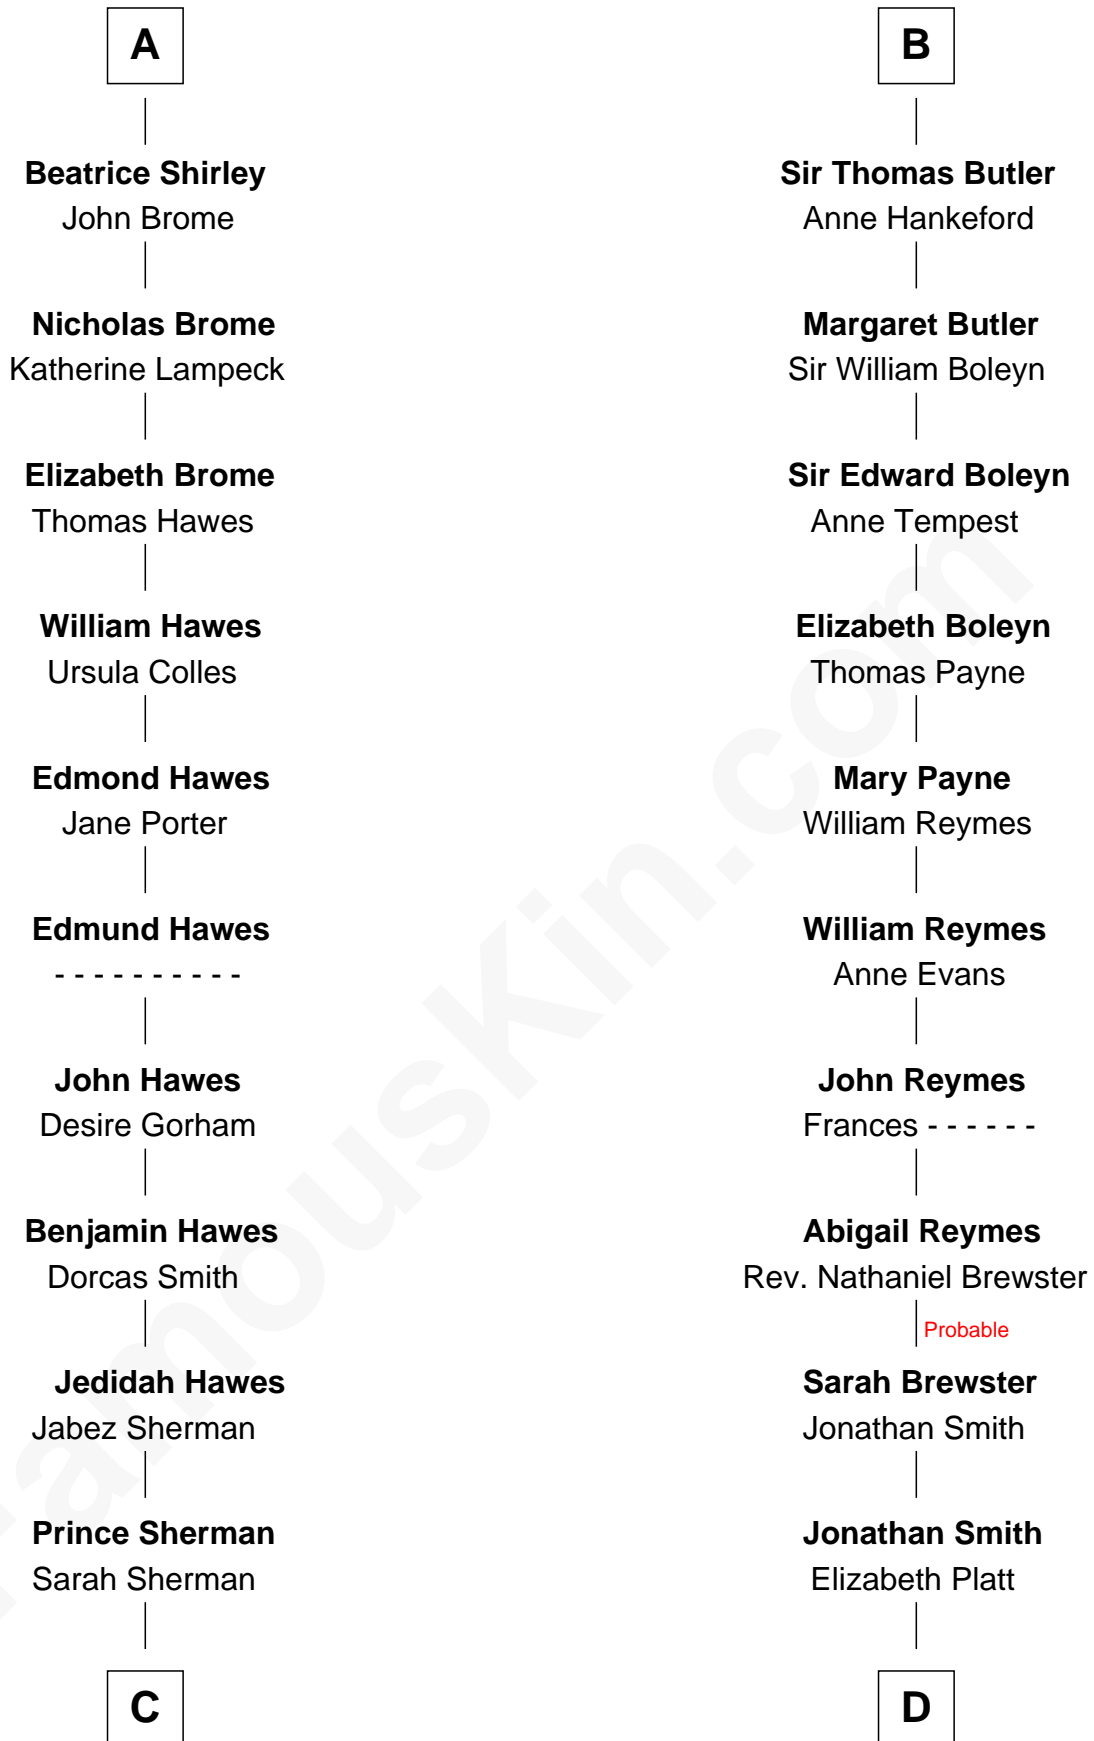 A
Beatrice Shirley
John Brome
Nicholas Brome
Katherine Lampeck
Elizabeth Brome
Thomas Hawes
William Hawes
Ursula Colles
Edmond Hawes
Jane Porter
Edmund Hawes
- - - - - - - - - -
John Hawes
Desire Gorham
Benjamin Hawes
Dorcas Smith
Jedidah Hawes
Jabez Sherman
Prince Sherman
Sarah Sherman
C
B
Sir Thomas Butler
Anne Hankeford
Margaret Butler
Sir William Boleyn
Sir Edward Boleyn
Anne Tempest
Elizabeth Boleyn
Thomas Payne
Mary Payne
William Reymes
William Reymes
Anne Evans
John Reymes
Frances - - - - - -
Abigail Reymes
Rev. Nathaniel Brewster
Probable
Sarah Brewster
Jonathan Smith
Jonathan Smith
Elizabeth Platt
D
FamousKin.com